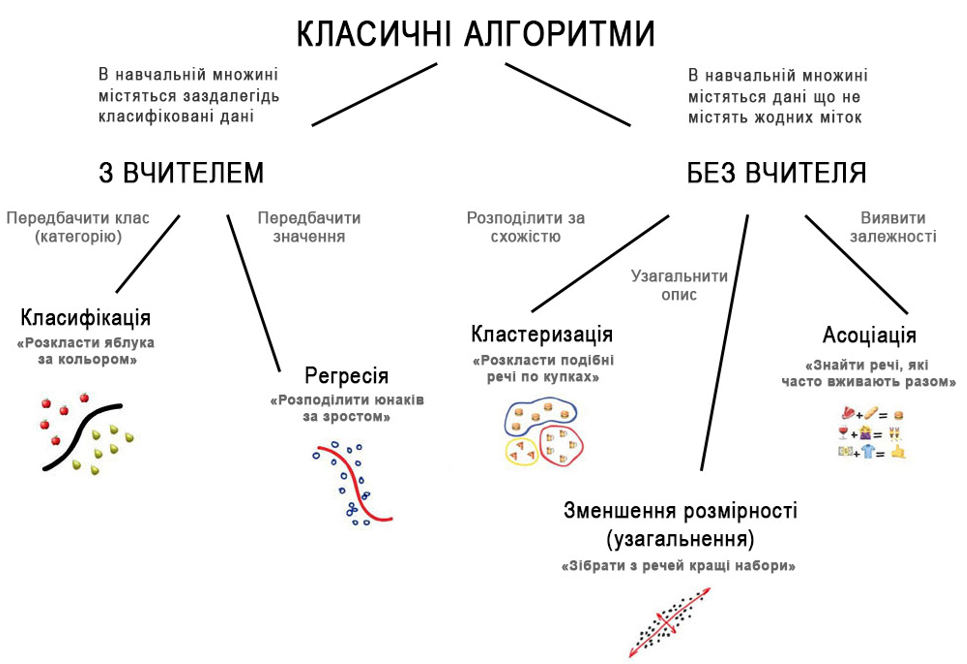 КЛАСИЧНІ АЛГОРИТМИ
В навчальній множині
містяться заздалегідь
класифіковані дані
В навчальній множині
містяться дані що не
містять жодних міток
З ВЧИТЕЛЕМ
БЕЗ ВЧИТЕЛЯ
Передбачити клас
(категорію)
Передбачити
значення
Розподілити за
схожістю
Узагальнити
опис
Виявити
залежності
Класифікація
«Розкласти яблука
за кольором»
Регресія
«Розподілити юнаків
за зростом»
Кластеризація
«Розкласти подібні
речі по купках»
Асоціація
«Знайти речі, які
часто вживають разом»
+ =
+ =
+ =
Зменшення розмірності
(узагальнення)
«Зібрати з речей кращі набори»